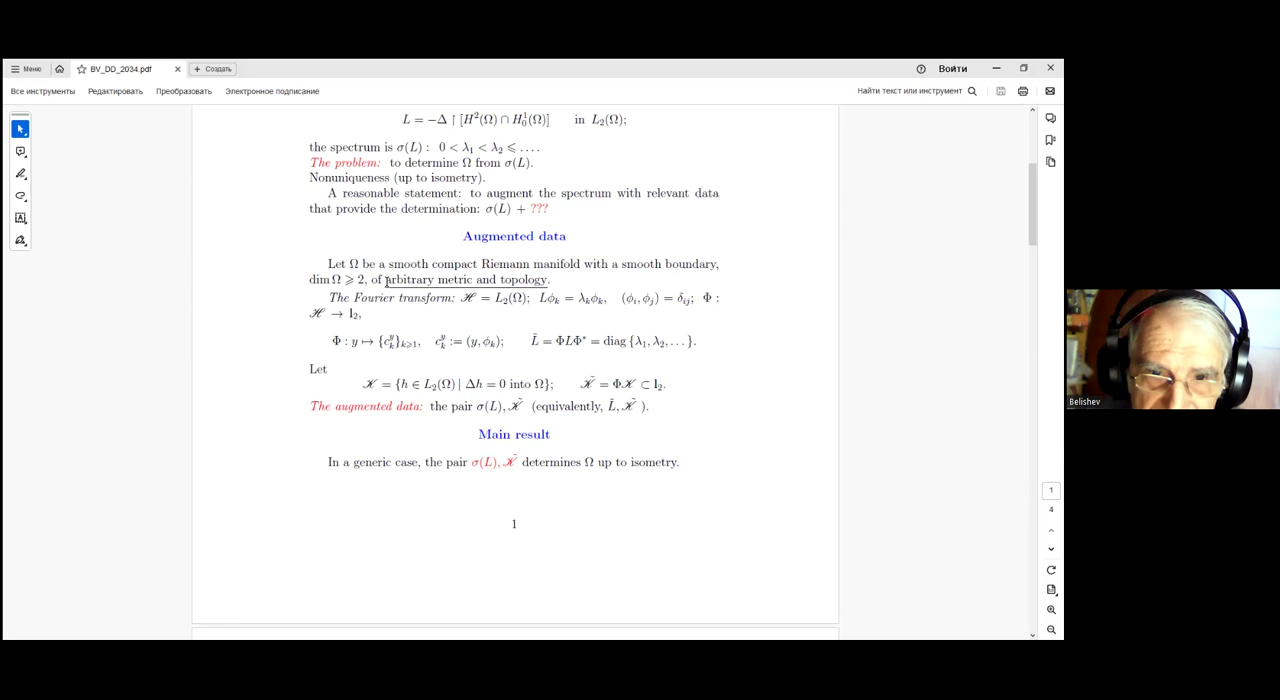 Меню
BV_DD_2034.pdf
Создать
Войти
Все инструменты Редактировать Преобразовать Электронное подписание
Найти текст или инструмент
L = −Δ ↾ [H²(Ω) ∩ H₀¹(Ω)] in L₂(Ω);
the spectrum is σ(L) : 0 < λ₁ < λ₂ ⩽ . . . .
The problem: to determine Ω from σ(L).
Nonuniqueness (up to isometry).
A reasonable statement: to augment the spectrum with relevant data
that provide the determination: σ(L) + ???
Augmented data
Let Ω be a smooth compact Riemann manifold with a smooth boundary,
dim Ω ⩾ 2, of arbitrary metric and topology.
The Fourier transform: ℋ = L₂(Ω); Lϕₖ = λₖϕₖ, (ϕᵢ, ϕⱼ) = δᵢⱼ; Φ :
ℋ → l₂,
Φ : y ↦ {cₖʸ}ₖ⩾₁, cₖʸ := (y, ϕₖ); L̃ = ΦLΦ* = diag {λ₁, λ₂, . . . }.
Let
𝒦 = {h ∈ L₂(Ω) | Δh = 0 into Ω}; 𝒦̃ = Φ𝒦 ⊂ l₂.
The augmented data: the pair σ(L), 𝒦̃ (equivalently, L̃, 𝒦̃ ).
Main result
In a generic case, the pair σ(L), 𝒦̃ determines Ω up to isometry.
1
1
4
Belishev